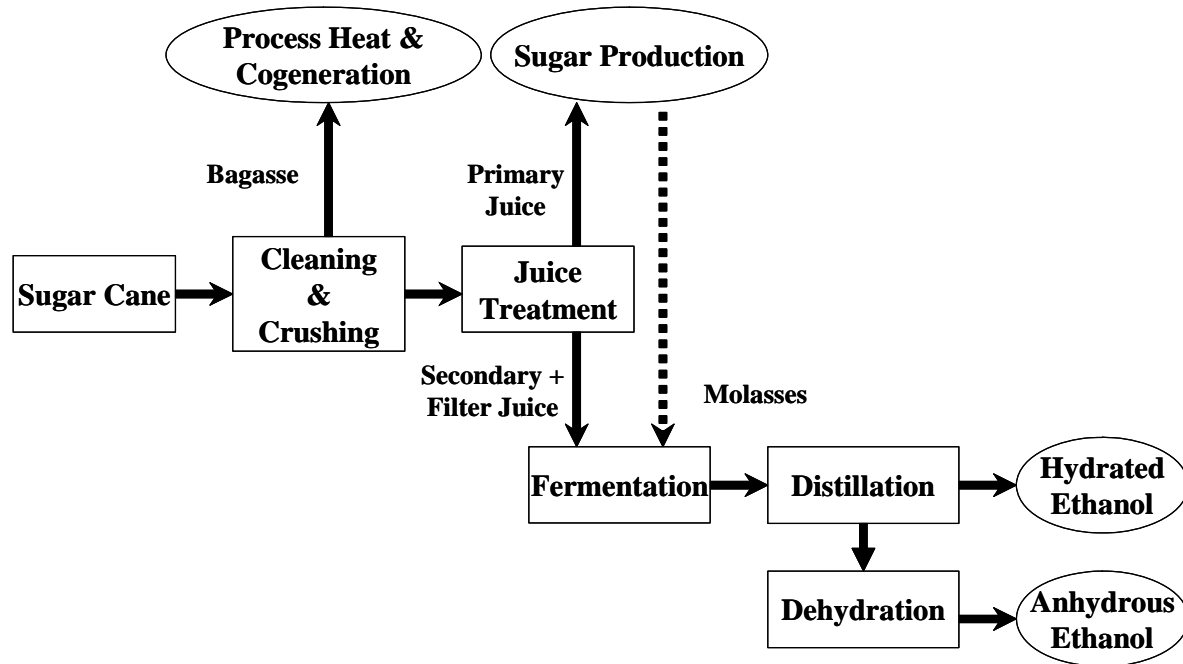 Process Heat &
Cogeneration
Sugar Production
Bagasse
Primary
Juice
Sugar Cane
Cleaning
&
Crushing
Juice
Treatment
Secondary +
Filter Juice
Molasses
Fermentation
Distillation
Hydrated
Ethanol
Dehydration
Anhydrous
Ethanol